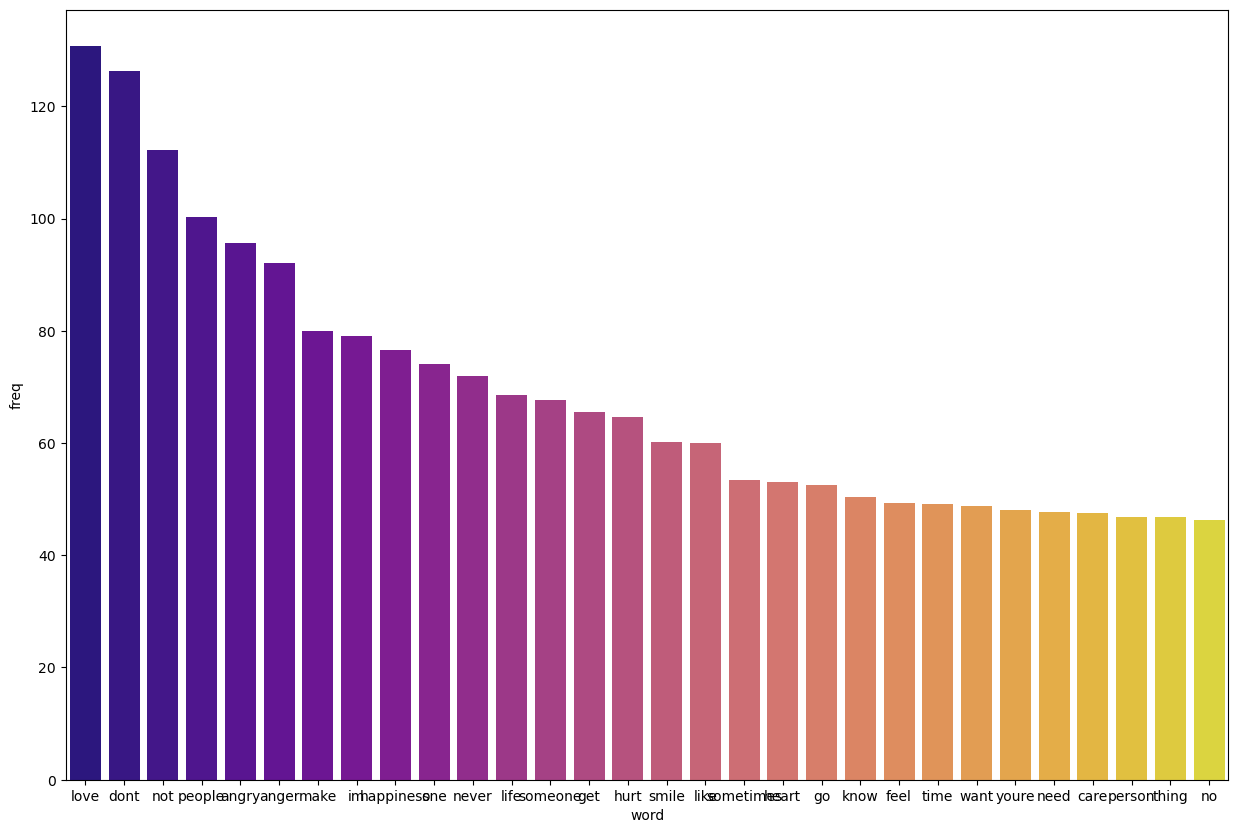 120
100
80
60
40
20
0
freq
love dont not people angry anger make im happiness one never life someone get hurt smile like sometimes heart go know feel time want youre need care person thing no
word